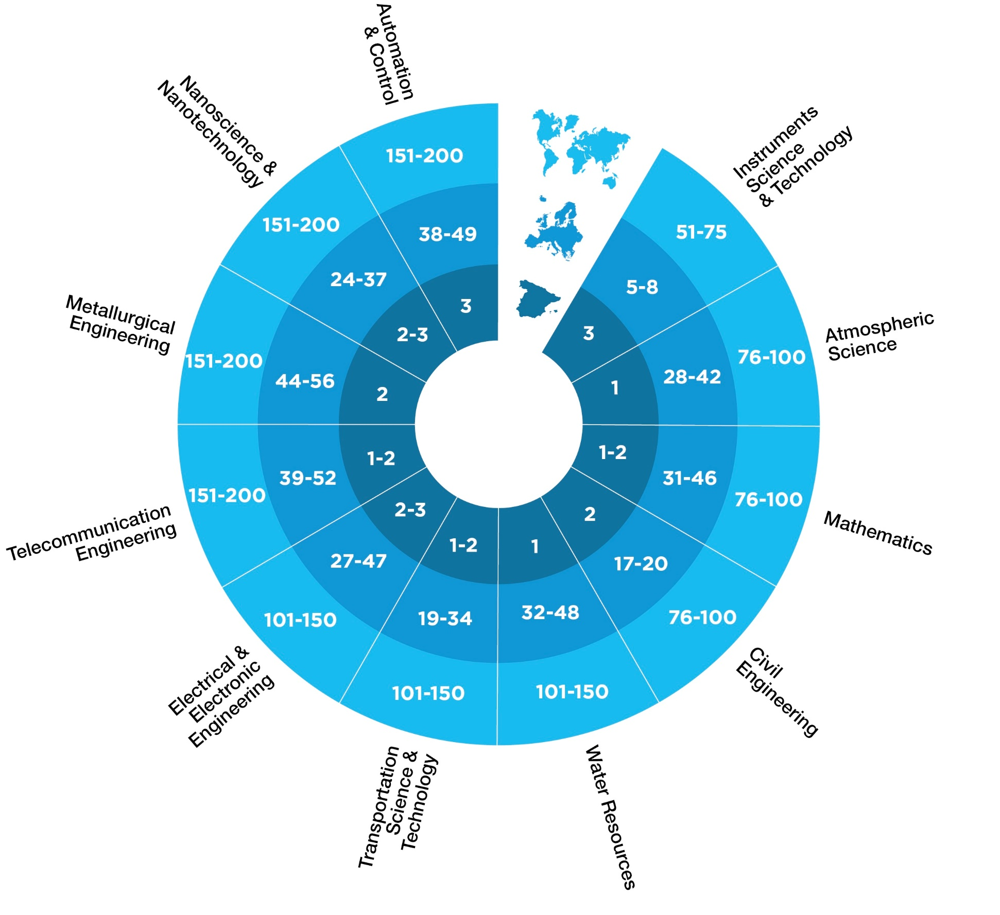 Automation
& Control
151-200
38-49
3
Instruments
Science
& Technology
51-75
5-8
3
Atmospheric
Science
76-100
28-42
1
Mathematics
76-100
31-46
1-2
Civil
Engineering
76-100
17-20
2
Water Resources
101-150
32-48
1
Transportation
Science &
Technology
101-150
19-34
1-2
Electrical &
Electronic
Engineering
101-150
27-47
2-3
Telecommunication
Engineering
151-200
39-52
1-2
Metallurgical
Engineering
151-200
44-56
2
Nanoscience &
Nanotechnology
151-200
24-37
2-3